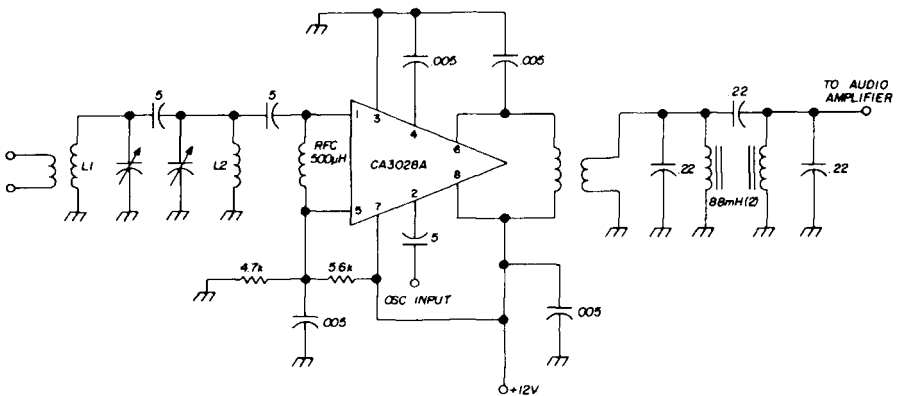 .005
.005
TO AUDIO
AMPLIFIER
5
5
.22
L1
L2
RFC
500μH
1
3
4
6
CA3028A
8
5
7
2
.22
88mH(2)
.22
4.7k
5.6k
5
OSC INPUT
.005
.005
+12V